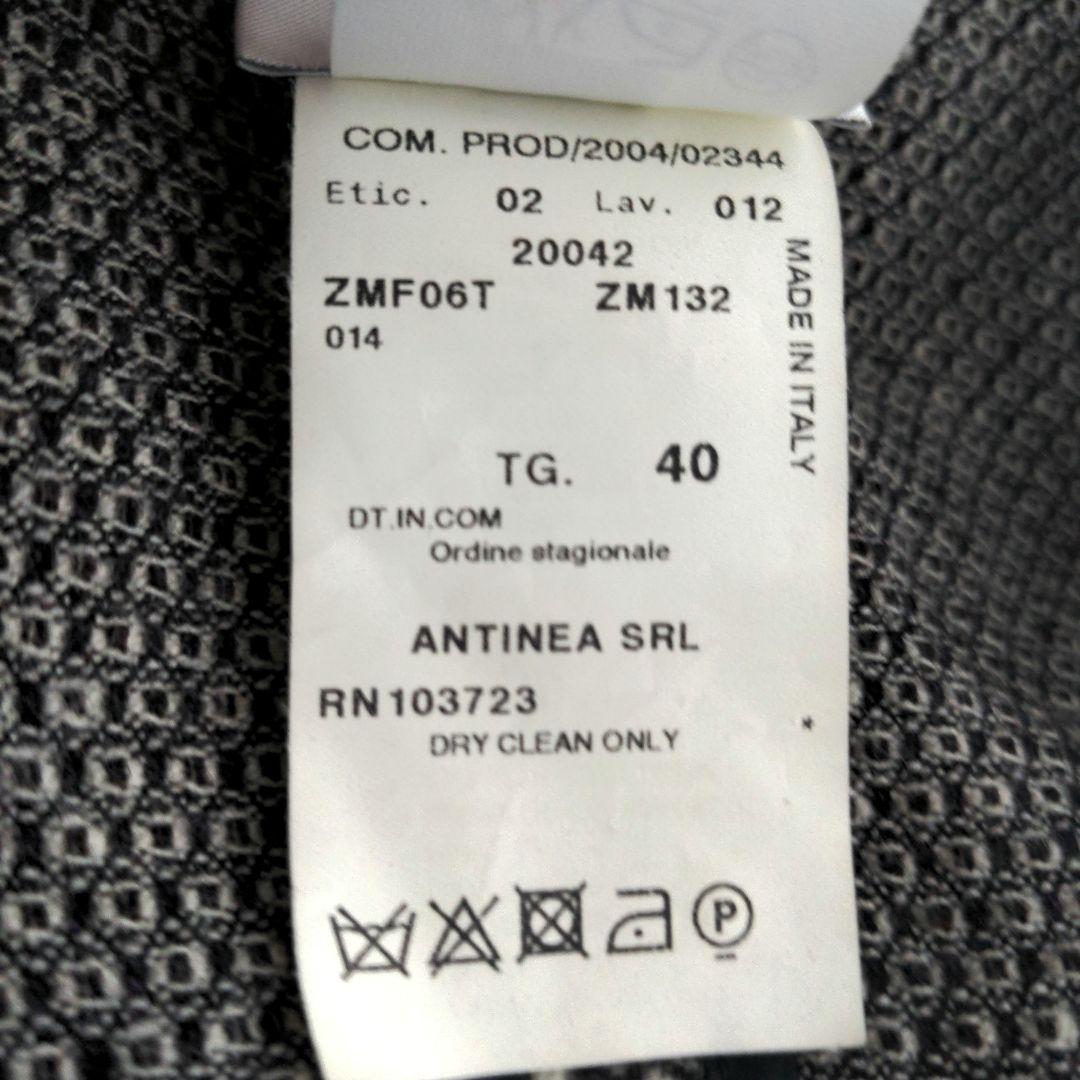 COM. PROD/2004/02344
Etic. 02 Lav. 012
20042
ZMF06T ZM132
014
MADE IN ITALY
TG. 40
DT.IN.COM
Ordine stagionale
ANTINEA SRL
RN103723
*
DRY CLEAN ONLY
P